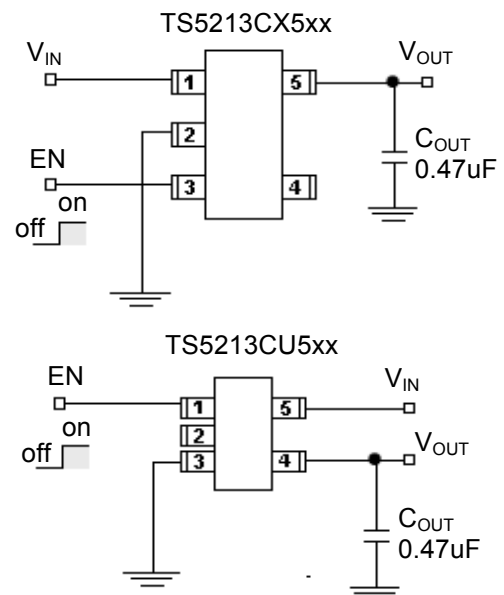 TS5213CX5xx
VIN
VOUT
1
5
2
EN
3
4
on
off
COUT
0.47uF
TS5213CU5xx
EN
VIN
1
5
on
2
off
3
4
VOUT
COUT
0.47uF